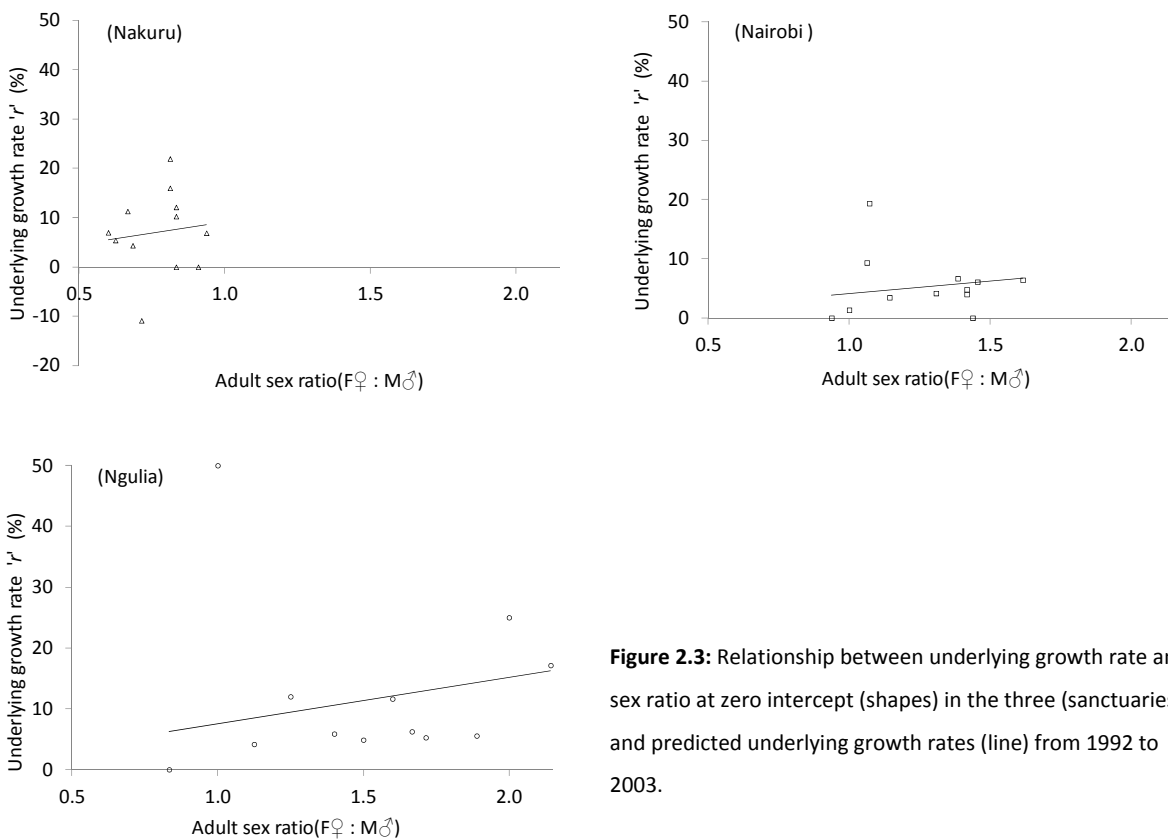 (Nakuru)
Underlying growth rate 'r' (%)
50
40
30
20
10
0
-10
-20
0.5 1.0 1.5 2.0
Adult sex ratio(F♀ : M♂)
(Nairobi )
Underlying growth rate 'r' (%)
50
40
30
20
10
0
0.5 1.0 1.5 2.0
Adult sex ratio(F♀ : M♂)
(Ngulia)
Underlying growth rate 'r' (%)
50
40
30
20
10
0
0.5 1.0 1.5 2.0
Adult sex ratio(F♀ : M♂)
Figure 2.3: Relationship between underlying growth rate
sex ratio at zero intercept (shapes) in the three (sanctuaries
and predicted underlying growth rates (line) from 1992 to
2003.